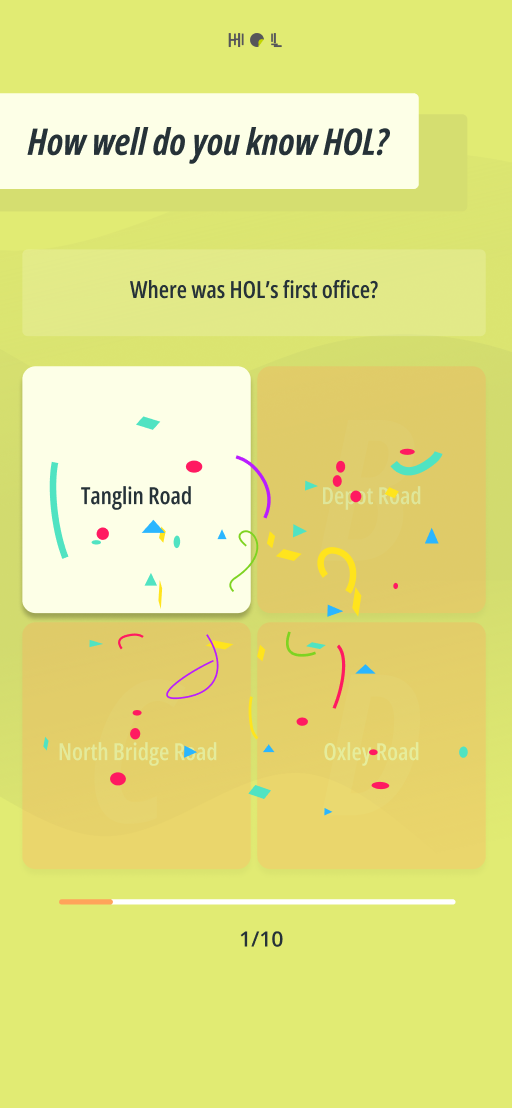 HOL
How well do you know HOL?
Where was HOL’s first office?
Tanglin Road
Depot Road
North Bridge Road
Oxley Road
1/10